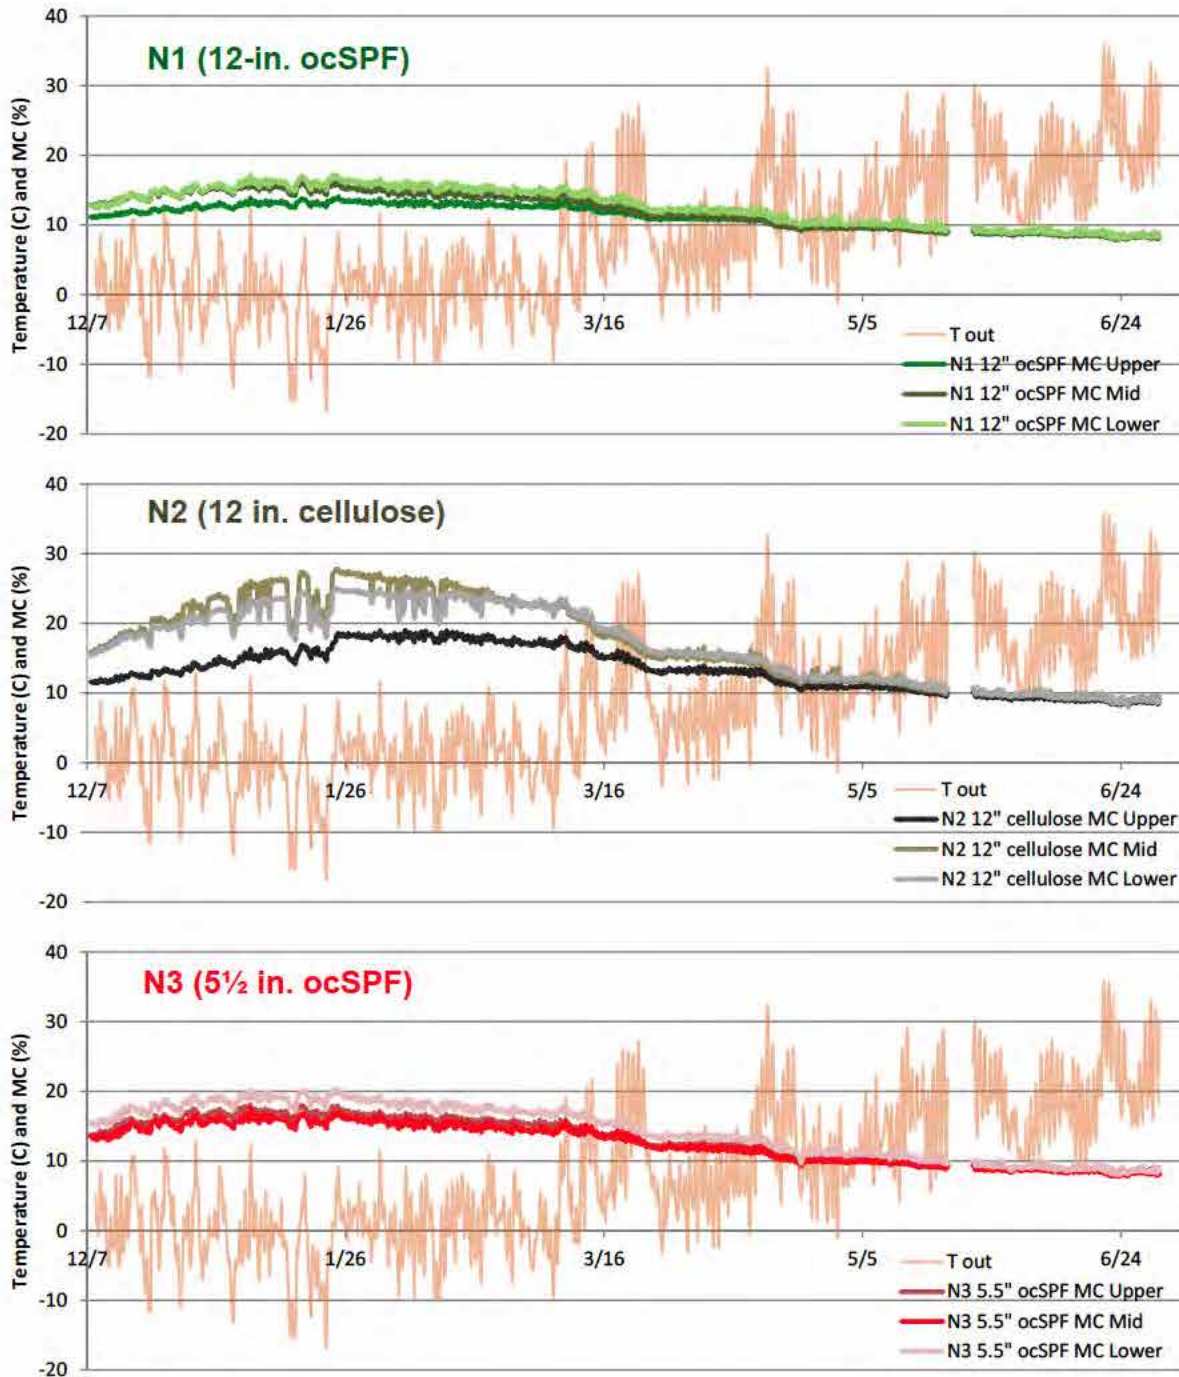 40
N1 (12-in. ocSPF)
30
20
10
0
-10
-20
Temperature (C) and MC (%)
12/7
1/26
3/16
5/5
6/24
T out
N1 12" ocSPF MC Upper
N1 12" ocSPF MC Mid
N1 12" ocSPF MC Lower
40
N2 (12 in. cellulose)
30
20
10
0
-10
-20
Temperature (C) and MC (%)
12/7
1/26
3/16
5/5
6/24
T out
N2 12" cellulose MC Upper
N2 12" cellulose MC Mid
N2 12" cellulose MC Lower
40
N3 (5½ in. ocSPF)
30
20
10
0
-10
-20
Temperature (C) and MC (%)
12/7
1/26
3/16
5/5
6/24
T out
N3 5.5" ocSPF MC Upper
N3 5.5" ocSPF MC Mid
N3 5.5" ocSPF MC Lower